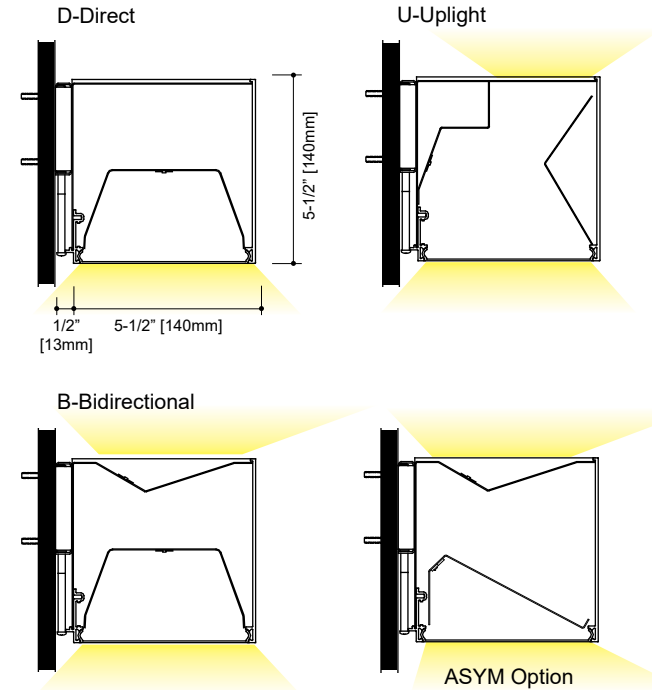 D-Direct
U-Uplight
5-1/2” [140mm]
1/2”
[13mm]
5-1/2” [140mm]
B-Bidirectional
ASYM Option